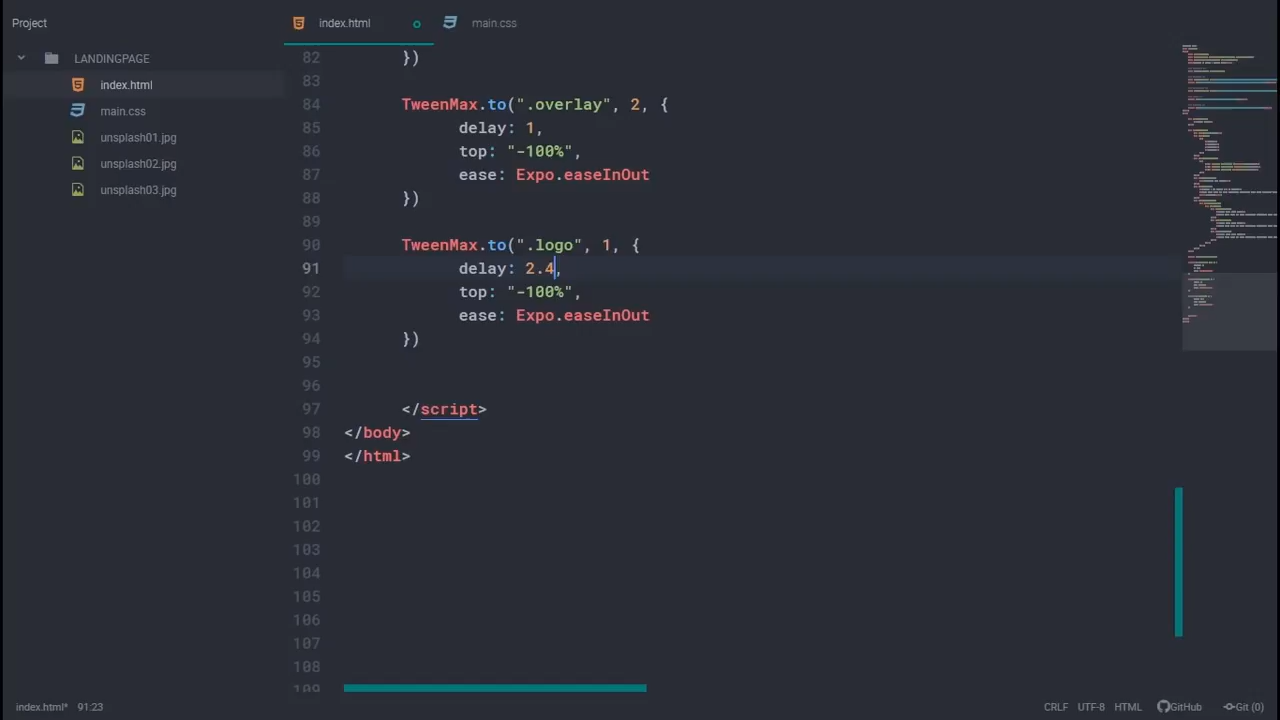 Project
index.html
main.css
LANDINGPAGE
index.html
main.css
unsplash01.jpg
unsplash02.jpg
unsplash03.jpg
82 })
83
84 TweenMax.to(".overlay", 2, {
85 delay: 1,
86 top: "-100%",
87 ease: Expo.easeInOut
88 })
89
90 TweenMax.to(".logo", 1, {
91 delay: 2.4,
92 top: "-100%",
93 ease: Expo.easeInOut
94 })
95
96
97 </script>
98 </body>
99 </html>
100
101
102
103
104
105
106
107
108
109
index.html* 91:23 CRLF UTF-8 HTML GitHub Git (0)